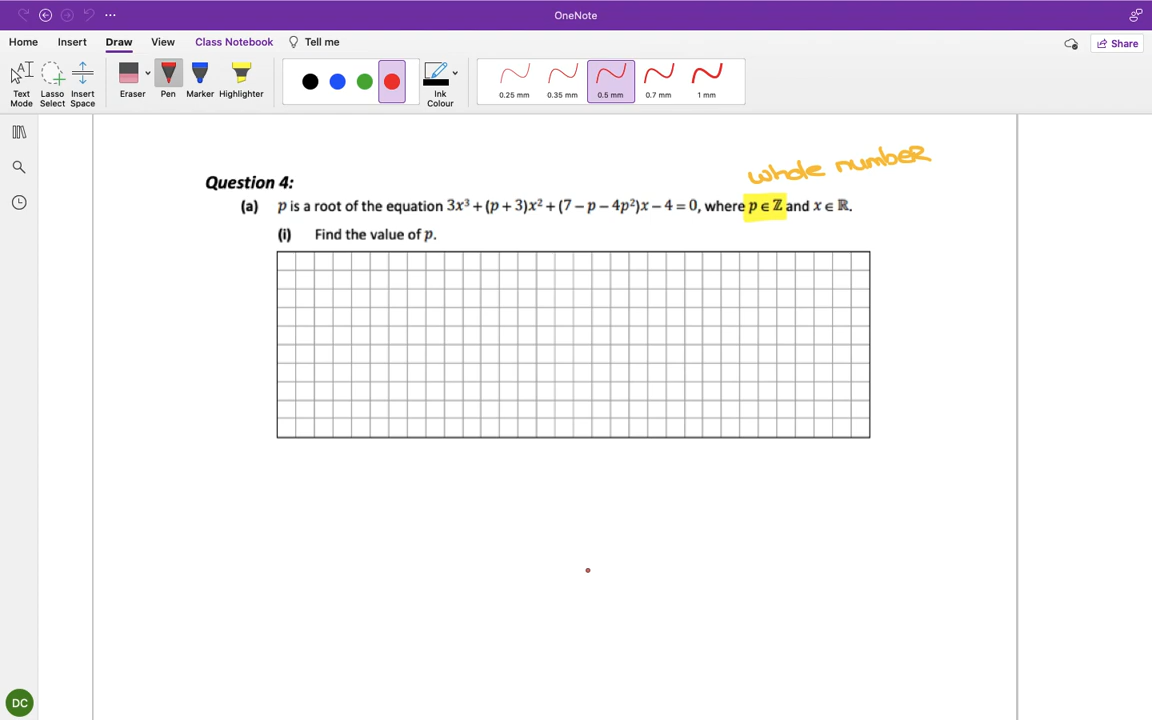 OneNote
Home Insert Draw View Class Notebook Tell me
Share
Text Mode
Lasso Select
Insert Space
Eraser
Pen
Marker
Highlighter
Ink Colour
0.25 mm
0.35 mm
0.5 mm
0.7 mm
1 mm
whole number
Question 4:
(a) p is a root of the equation 3x³ + (p + 3)x² + (7 – p – 4p²)x – 4 = 0, where p ∈ ℤ and x ∈ ℝ.
(i) Find the value of p.
DC